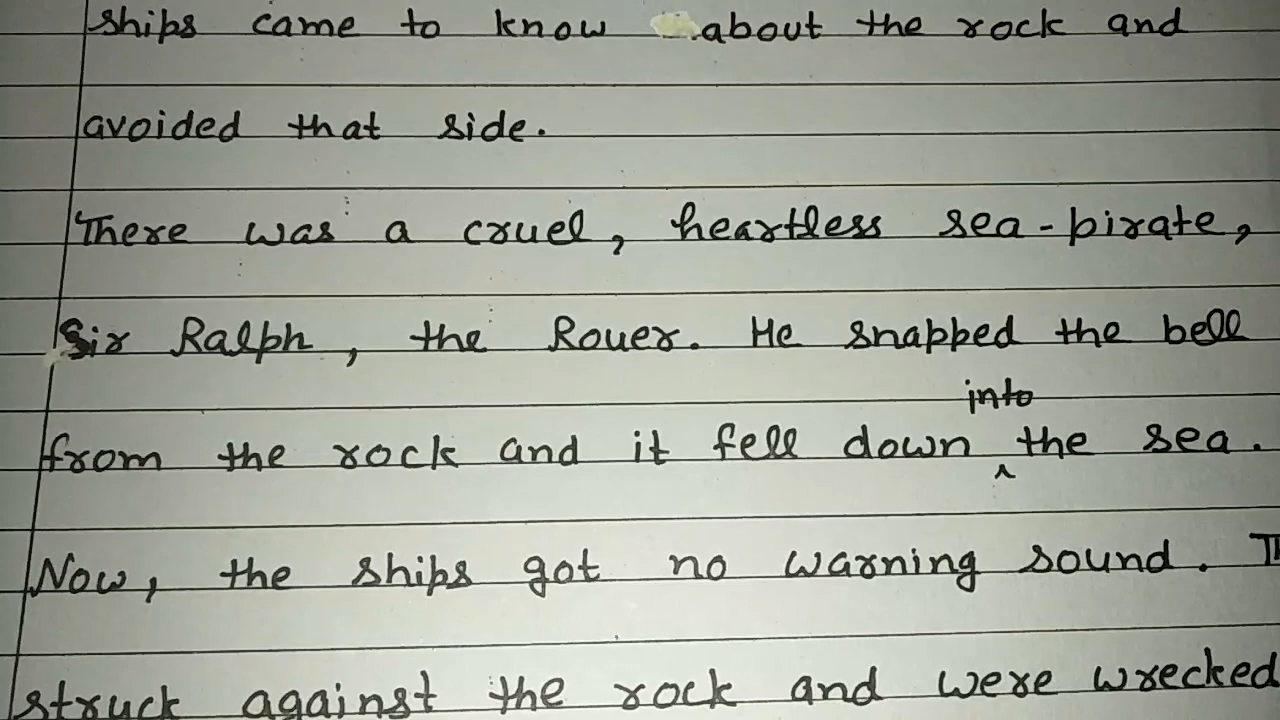 ships came to know about the rock and
avoided that side.
There was a cruel, heartless sea-pirate,
Sir Ralph, the Rover. He snapped the bell
into
from the rock and it fell down ^ the sea.
Now, the ships got no warning sound.
struck against the rock and were wrecked